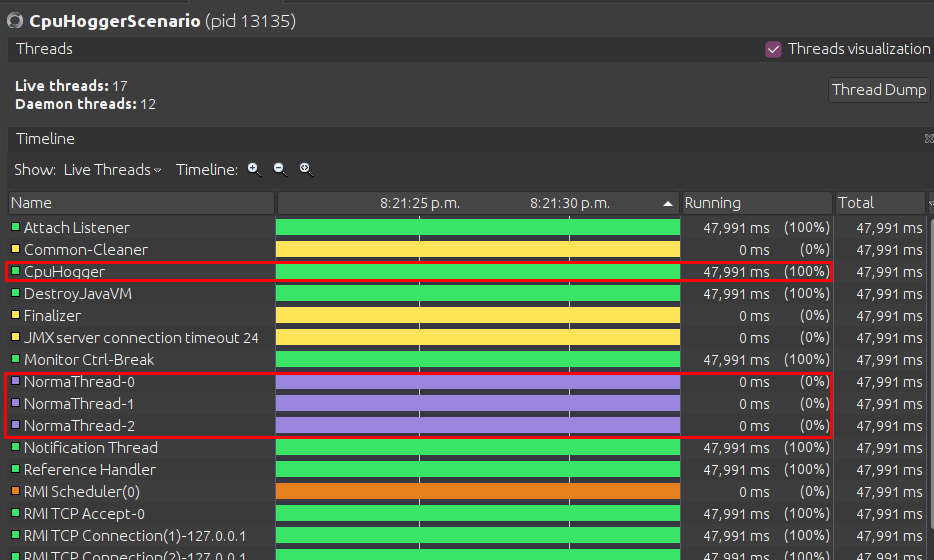 CpuHoggerScenario (pid 13135)
Threads
Threads visualization
Live threads: 17
Daemon threads: 12
Thread Dump
Timeline
Show: Live Threads Timeline:
Name 8:21:25 p.m. 8:21:30 p.m. Running Total
Attach Listener 47,991 ms (100%) 47,991 ms
Common-Cleaner 0 ms (0%) 47,991 ms
CpuHogger 47,991 ms (100%) 47,991 ms
DestroyJavaVM 47,991 ms (100%) 47,991 ms
Finalizer 0 ms (0%) 47,991 ms
JMX server connection timeout 24 0 ms (0%) 47,991 ms
Monitor Ctrl-Break 47,991 ms (100%) 47,991 ms
NormaThread-0 0 ms (0%) 47,991 ms
NormaThread-1 0 ms (0%) 47,991 ms
NormaThread-2 0 ms (0%) 47,991 ms
Notification Thread 47,991 ms (100%) 47,991 ms
Reference Handler 47,991 ms (100%) 47,991 ms
RMI Scheduler(0) 0 ms (0%) 47,991 ms
RMI TCP Accept-0 47,991 ms (100%) 47,991 ms
RMI TCP Connection(1)-127.0.0.1 47,991 ms (100%) 47,991 ms
RMI TCP Connection(2)-127.0.0.1 47,991 ms (100%) 47,991 ms